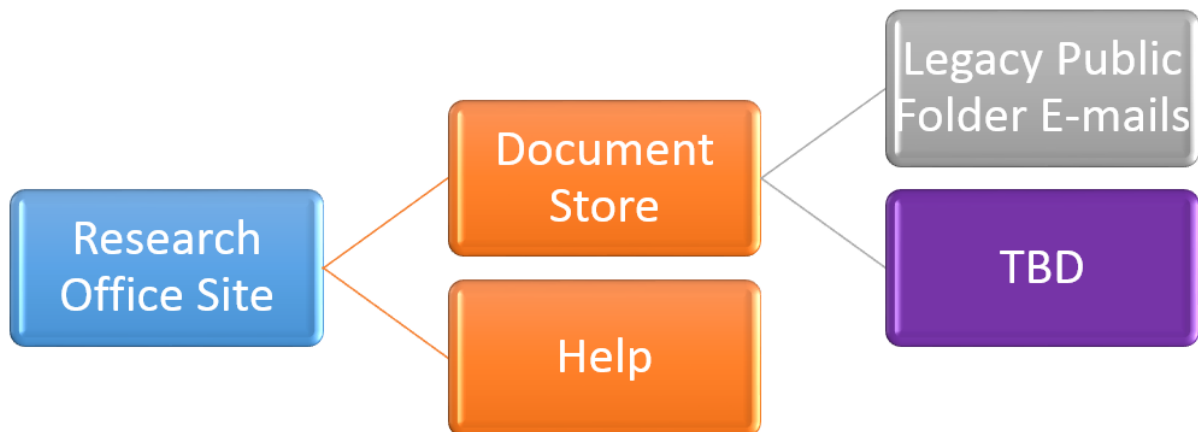 Research
Office Site
Document
Store
Help
Legacy Public
Folder E-mails
TBD